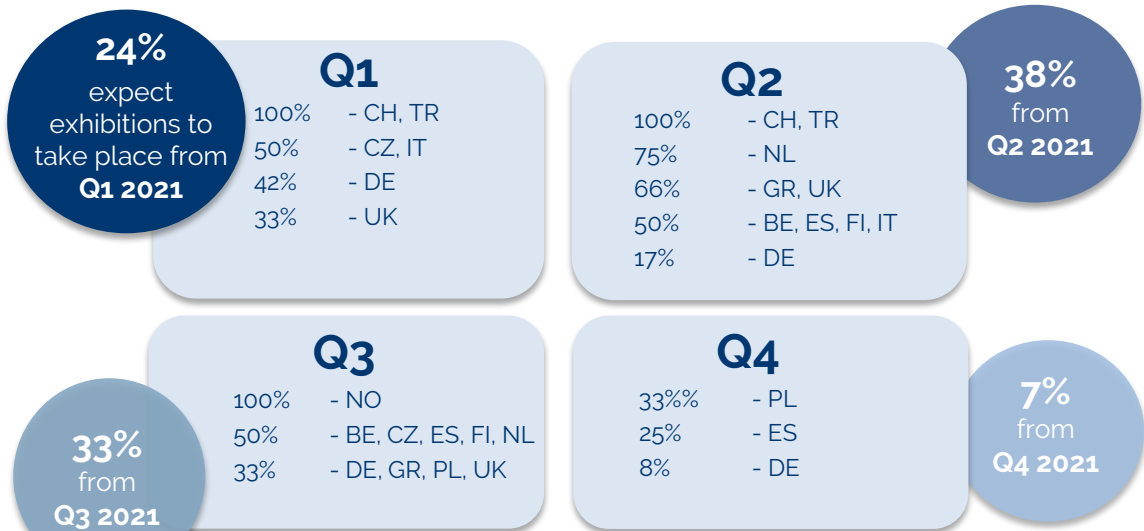 24%
expect
exhibitions to
take place from
Q1 2021
Q1
100% - CH, TR
50% - CZ, IT
42% - DE
33% - UK
Q2
100% - CH, TR
75% - NL
66% - GR, UK
50% - BE, ES, FI, IT
17% - DE
38%
from
Q2 2021
33%
from
Q3 2021
Q3
100% - NO
50% - BE, CZ, ES, FI, NL
33% - DE, GR, PL, UK
Q4
33%% - PL
25% - ES
8% - DE
7%
from
Q4 2021